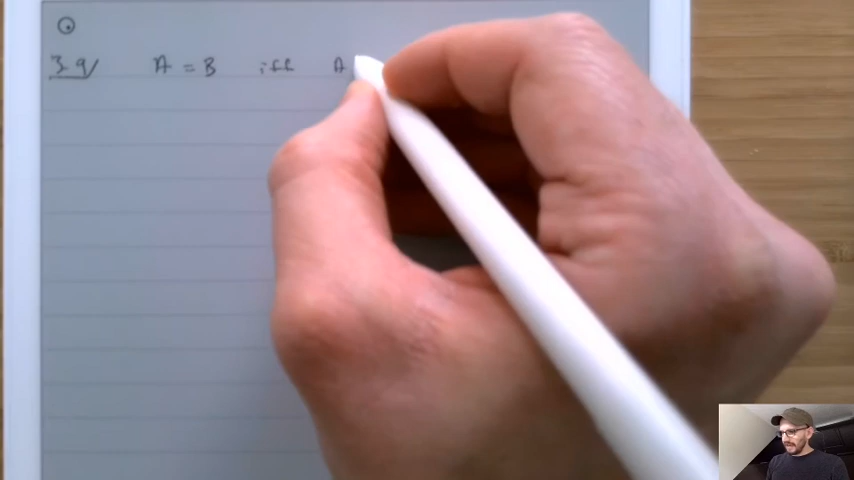 3.9/ A = B iff A